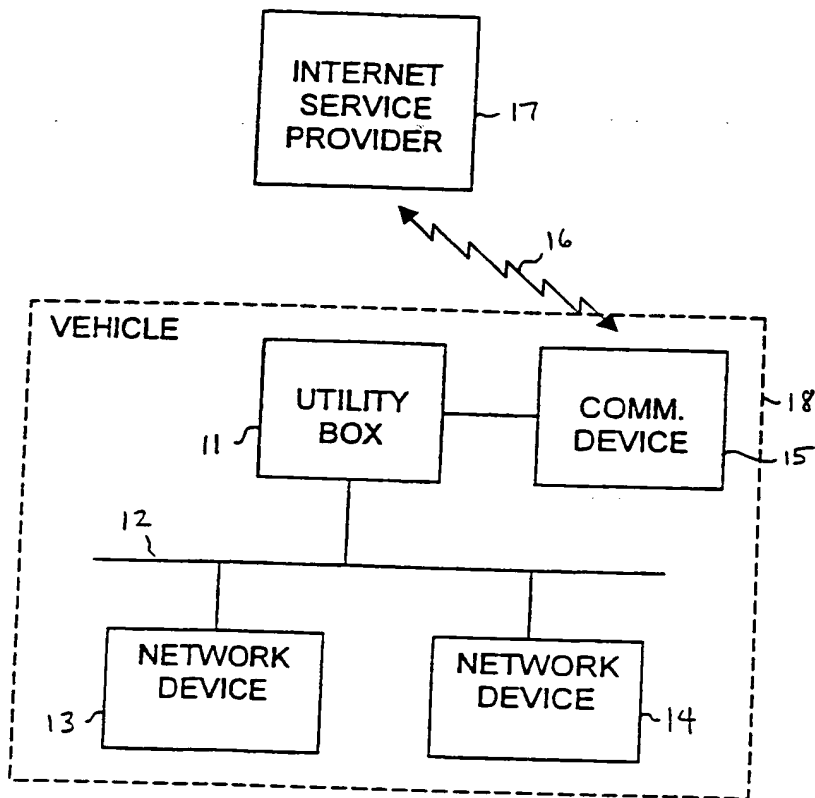 INTERNET
SERVICE
PROVIDER
17
16
VEHICLE
UTILITY
BOX
11
COMM.
DEVICE
15
18
12
NETWORK
DEVICE
13
NETWORK
DEVICE
14